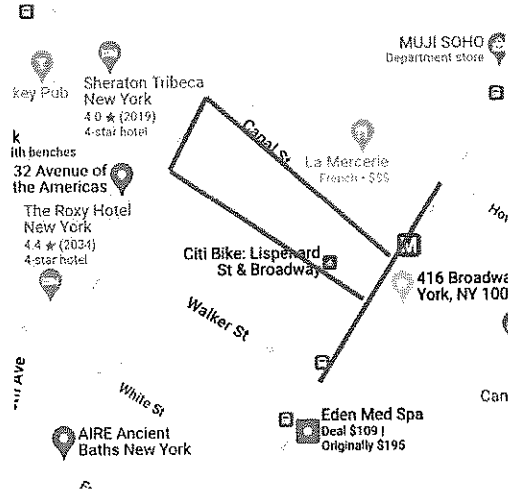 MUJI SOHO
Department store
key Pub
Sheraton Tribeca
New York
4.0 ★ (2019)
4-star hotel
Canal St
k
ith benches
La Mercerie
French • $$$
32 Avenue of
the Americas
The Roxy Hotel
New York
4.4 ★ (2034)
4-star hotel
Citi Bike: Lispenard
St & Broadway
416 Broadwa
York, NY 100
Walker St
White St
Eden Med Spa
Deal $109 |
Originally $195
AIRE Ancient
Baths New York
Ave
Can